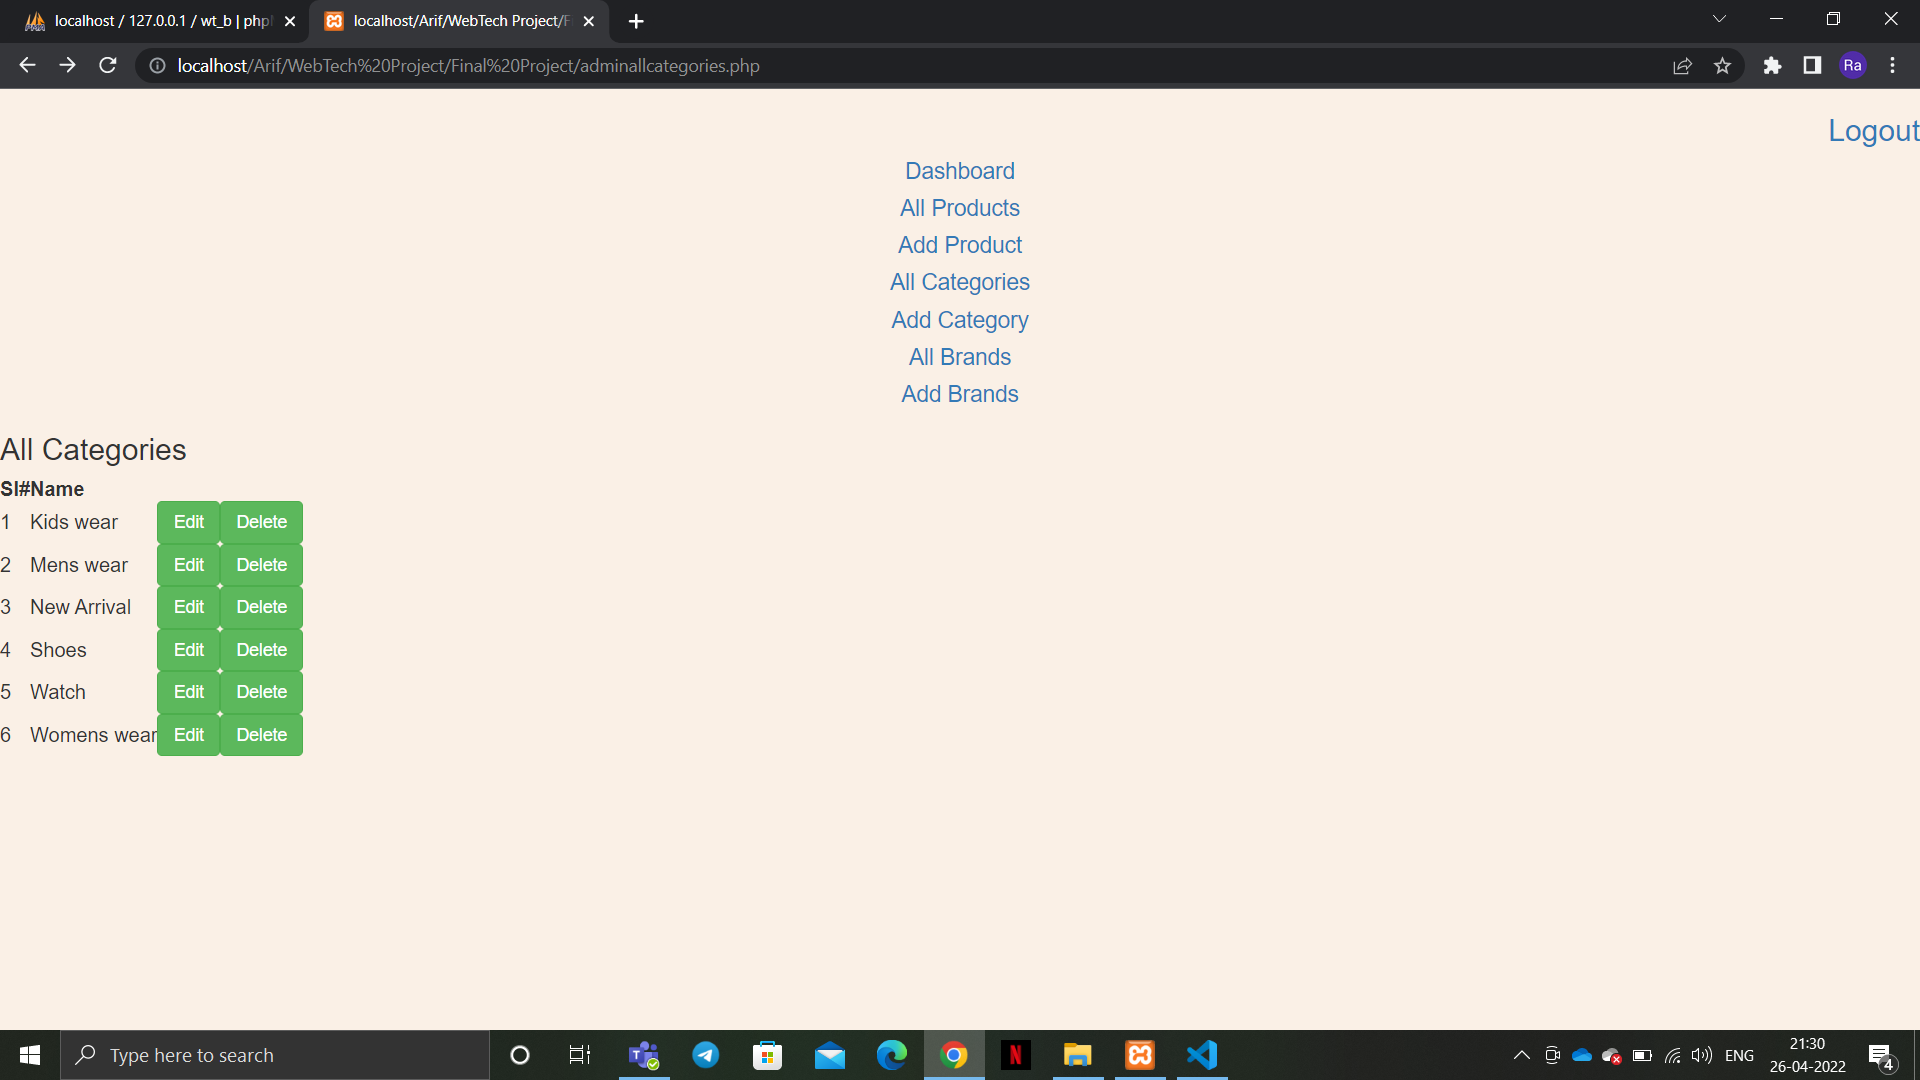 localhost / 127.0.0.1 / wt_b | php
localhost/Arif/WebTech Project/F
localhost/Arif/WebTech%20Project/Final%20Project/adminallcategories.php
Ra
Logout
Dashboard
All Products
Add Product
All Categories
Add Category
All Brands
Add Brands
All Categories
Sl#Name
1 Kids wear Edit Delete
2 Mens wear Edit Delete
3 New Arrival Edit Delete
4 Shoes Edit Delete
5 Watch Edit Delete
6 Womens wear Edit Delete
Type here to search
ENG
21:30
26-04-2022
4